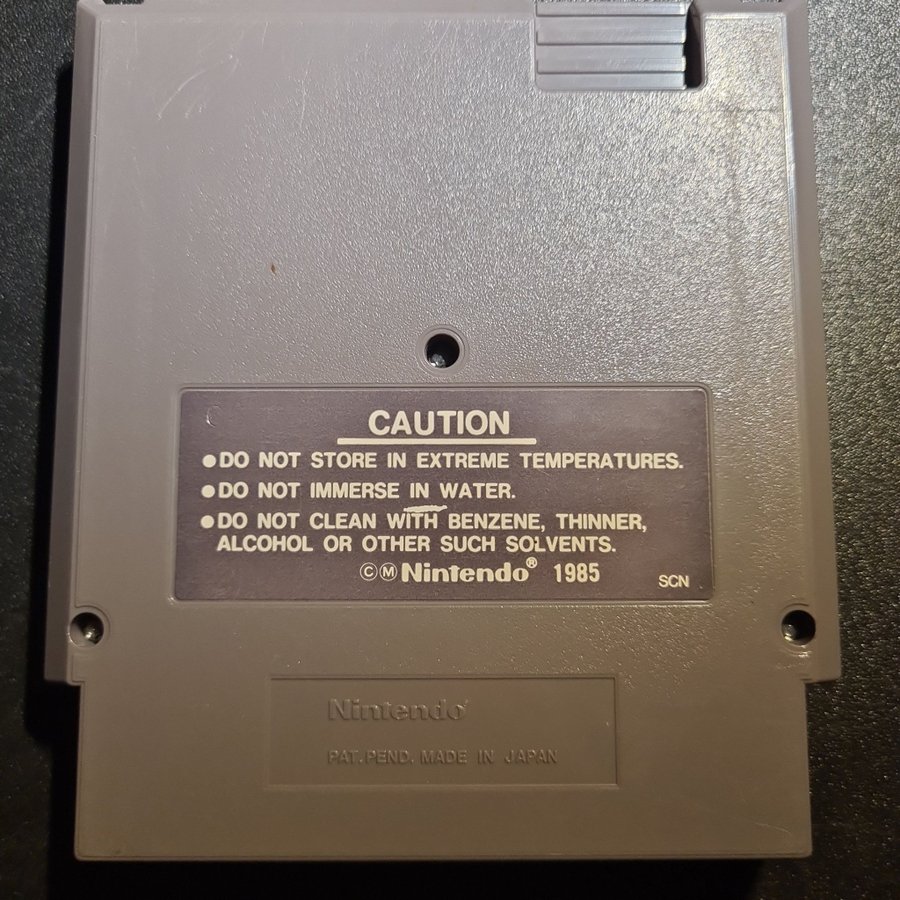 CAUTION
●DO NOT STORE IN EXTREME TEMPERATURES.
●DO NOT IMMERSE IN WATER.
●DO NOT CLEAN WITH BENZENE, THINNER,
ALCOHOL OR OTHER SUCH SOLVENTS.
ⒸⓂNintendo® 1985
SCN
Nintendo
PAT. PEND. MADE IN JAPAN